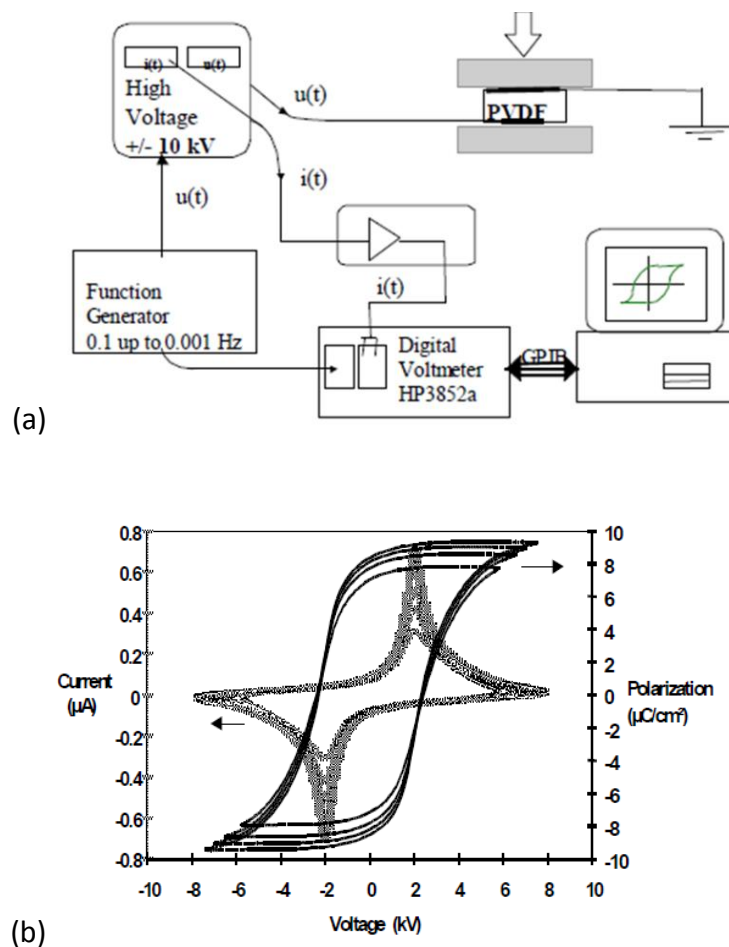 i(t) u(t)
High
Voltage
+/- 10 kV
u(t)
PVDF
i(t)
u(t)
Function
Generator
0.1 up to 0.001 Hz
i(t)
Digital
Voltmeter
HP3852a
GPIB
(a)
0.8
0.6
0.4
0.2
0
-0.2
-0.4
-0.6
-0.8
Current
(µA)
10
8
6
4
2
0
-2
-4
-6
-8
-10
Polarization
(µC/cm²)
-10 -8 -6 -4 -2 0 2 4 6 8 10
Voltage (kV)
(b)